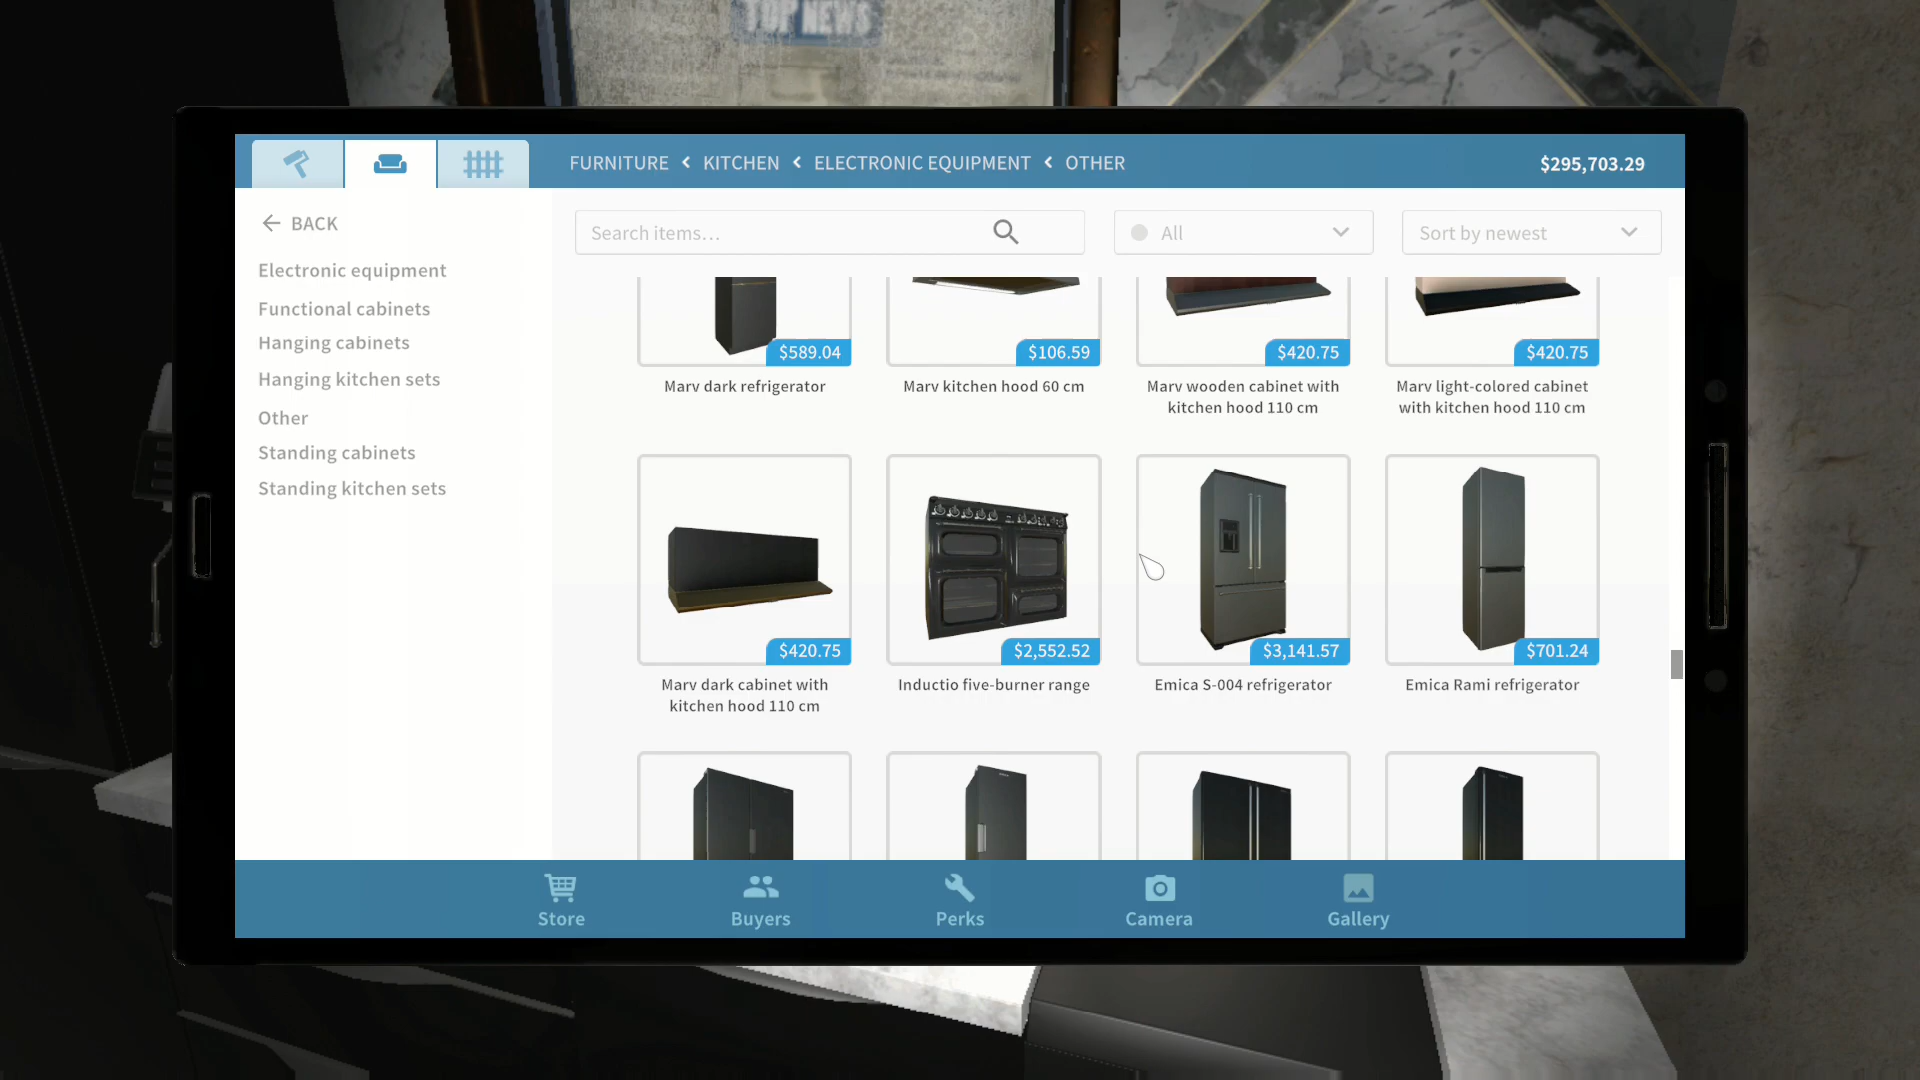 TOP NEWS
FURNITURE < KITCHEN < ELECTRONIC EQUIPMENT < OTHER
$295,703.29
BACK
Search items...
All
Sort by newest
Electronic equipment
Functional cabinets
Hanging cabinets
Hanging kitchen sets
Other
Standing cabinets
Standing kitchen sets
$589.04
$106.59
$420.75
$420.75
Marv dark refrigerator
Marv kitchen hood 60 cm
Marv wooden cabinet with
kitchen hood 110 cm
Marv light-colored cabinet
with kitchen hood 110 cm
$420.75
$2,552.52
$3,141.57
$701.24
Marv dark cabinet with
kitchen hood 110 cm
Inductio five-burner range
Emica S-004 refrigerator
Emica Rami refrigerator
Store
Buyers
Perks
Camera
Gallery